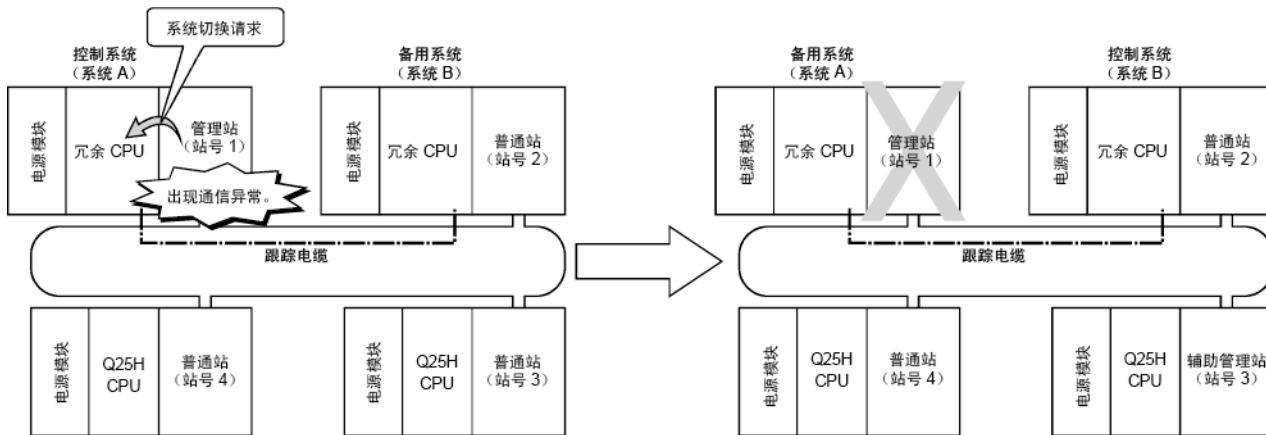 系统切换请求
控制系统
（系统 A）
备用系统
（系统 B）
电源模块
冗余 CPU
管理站
（站号 1）
出现通信异常。
电源模块
冗余 CPU
普通站
（站号 2）
跟踪电缆
电源模块
Q25H
CPU
普通站
（站号 4）
电源模块
Q25H
CPU
普通站
（站号 3）
备用系统
（系统 A）
控制系统
（系统 B）
电源模块
冗余 CPU
管理站
（站号 1）
电源模块
冗余 CPU
普通站
（站号 2）
跟踪电缆
电源模块
Q25H
CPU
普通站
（站号 4）
电源模块
Q25H
CPU
辅助管理站
（站号 3）